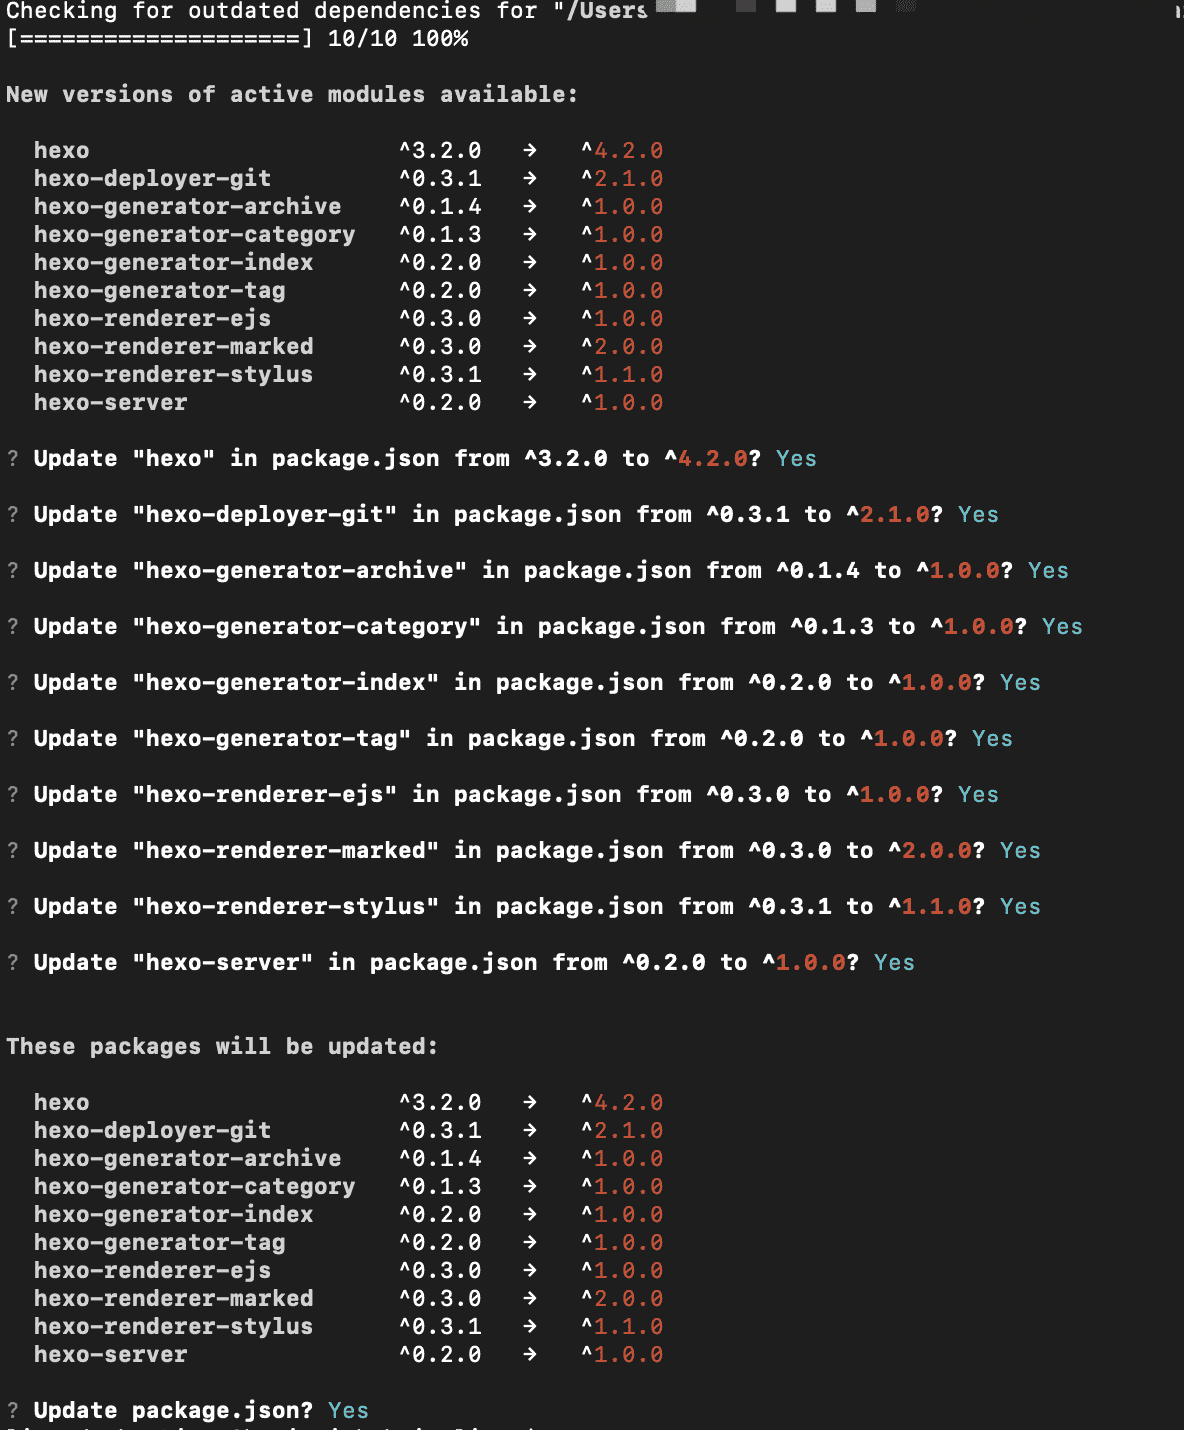 Checking for outdated dependencies for "/Users
[====================] 10/10 100%
New versions of active modules available:
hexo ^3.2.0 → ^4.2.0
hexo-deployer-git ^0.3.1 → ^2.1.0
hexo-generator-archive ^0.1.4 → ^1.0.0
hexo-generator-category ^0.1.3 → ^1.0.0
hexo-generator-index ^0.2.0 → ^1.0.0
hexo-generator-tag ^0.2.0 → ^1.0.0
hexo-renderer-ejs ^0.3.0 → ^1.0.0
hexo-renderer-marked ^0.3.0 → ^2.0.0
hexo-renderer-stylus ^0.3.1 → ^1.1.0
hexo-server ^0.2.0 → ^1.0.0
? Update "hexo" in package.json from ^3.2.0 to ^4.2.0? Yes
? Update "hexo-deployer-git" in package.json from ^0.3.1 to ^2.1.0? Yes
? Update "hexo-generator-archive" in package.json from ^0.1.4 to ^1.0.0? Yes
? Update "hexo-generator-category" in package.json from ^0.1.3 to ^1.0.0? Yes
? Update "hexo-generator-index" in package.json from ^0.2.0 to ^1.0.0? Yes
? Update "hexo-generator-tag" in package.json from ^0.2.0 to ^1.0.0? Yes
? Update "hexo-renderer-ejs" in package.json from ^0.3.0 to ^1.0.0? Yes
? Update "hexo-renderer-marked" in package.json from ^0.3.0 to ^2.0.0? Yes
? Update "hexo-renderer-stylus" in package.json from ^0.3.1 to ^1.1.0? Yes
? Update "hexo-server" in package.json from ^0.2.0 to ^1.0.0? Yes
These packages will be updated:
hexo ^3.2.0 → ^4.2.0
hexo-deployer-git ^0.3.1 → ^2.1.0
hexo-generator-archive ^0.1.4 → ^1.0.0
hexo-generator-category ^0.1.3 → ^1.0.0
hexo-generator-index ^0.2.0 → ^1.0.0
hexo-generator-tag ^0.2.0 → ^1.0.0
hexo-renderer-ejs ^0.3.0 → ^1.0.0
hexo-renderer-marked ^0.3.0 → ^2.0.0
hexo-renderer-stylus ^0.3.1 → ^1.1.0
hexo-server ^0.2.0 → ^1.0.0
? Update package.json? Yes